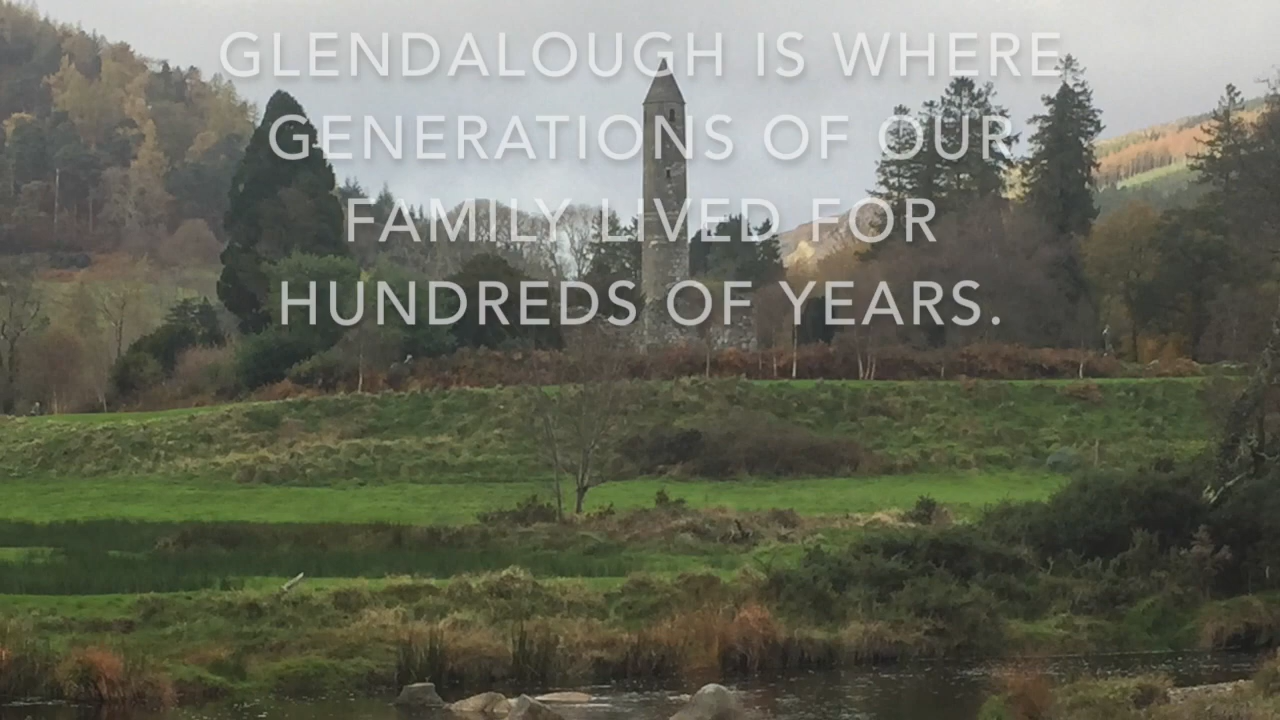 GLENDALOUGH IS WHERE
GENERATIONS OF OUR
FAMILY LIVED FOR
HUNDREDS OF YEARS.